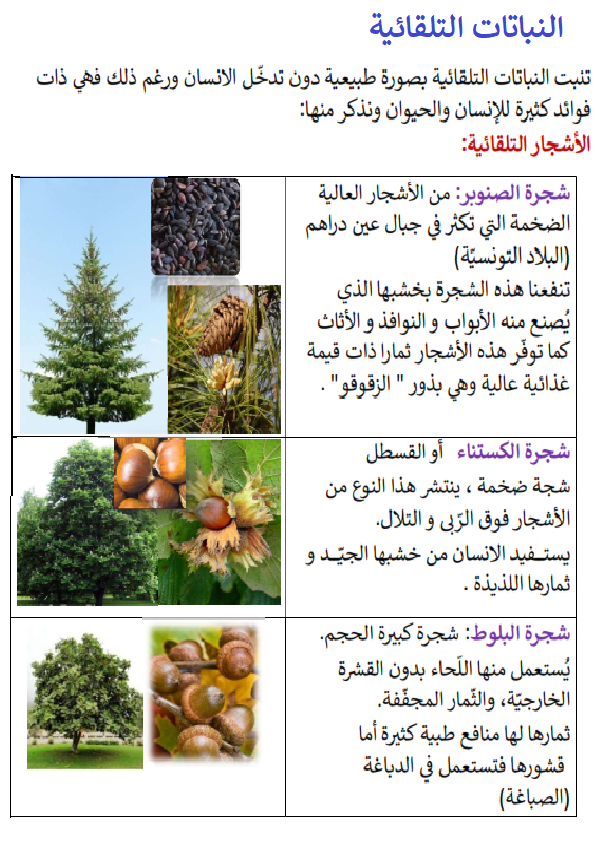 النباتات التلقائية
تنبت النباتات التلقائية بصورة طبيعية دون تدخّل الانسان ورغم ذلك فهي ذات
فوائد كثيرة للإنسان والحيوان ونذكر منها:
الأشجار التلقائية:
شجرة الصنوبر: من الأشجار العالية
الضخمة التي تكثر في جبال عين دراهم
(البلاد التونسيّة)
تنفعنا هذه الشجرة بخشبها الذي
يُصنع منه الأبواب و النوافذ و الأثاث
كما توفّر هذه الأشجار ثمارا ذات قيمة
غذائية عالية وهي بذور " الزقوقو" .
شجرة الكستناء أو القسطل
شجة ضخمة ، ينتشر هذا النوع من
الأشجار فوق الرّبى و التلال.
يستــفيد الانسان من خشبها الجيّــد و
ثمارها اللذيذة .
شجرة البلوط: شجرة كبيرة الحجم.
يُستعمل منها اللّحاء بدون القشرة
الخارجيّة، والثّمار المجفّفة.
ثمارها لها منافع طبية كثيرة أما
قشورها فتستعمل في الدباغة
(الصباغة)